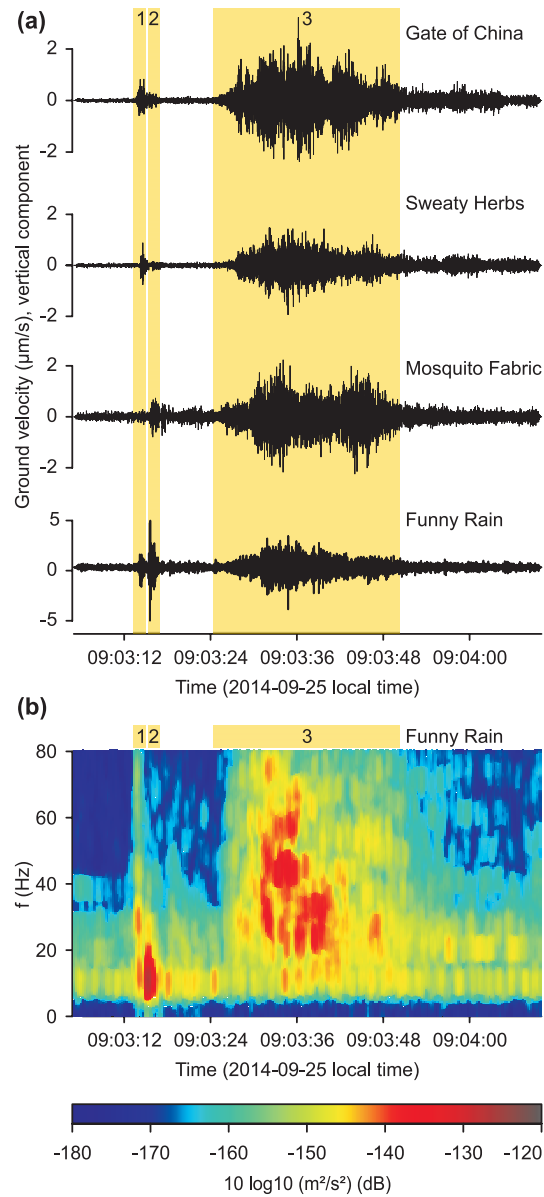 (a)
1 2 3
Gate of China
2
0
-2
Sweaty Herbs
2
0
-2
Mosquito Fabric
2
0
-2
Funny Rain
5
0
-5
Ground velocity (μm/s), vertical component
09:03:12 09:03:24 09:03:36 09:03:48 09:04:00
Time (2014-09-25 local time)
(b)
1 2 3 Funny Rain
80
60
40
20
0
f (Hz)
09:03:12 09:03:24 09:03:36 09:03:48 09:04:00
Time (2014-09-25 local time)
-180 -170 -160 -150 -140 -130 -120
10 log10 (m²/s²) (dB)